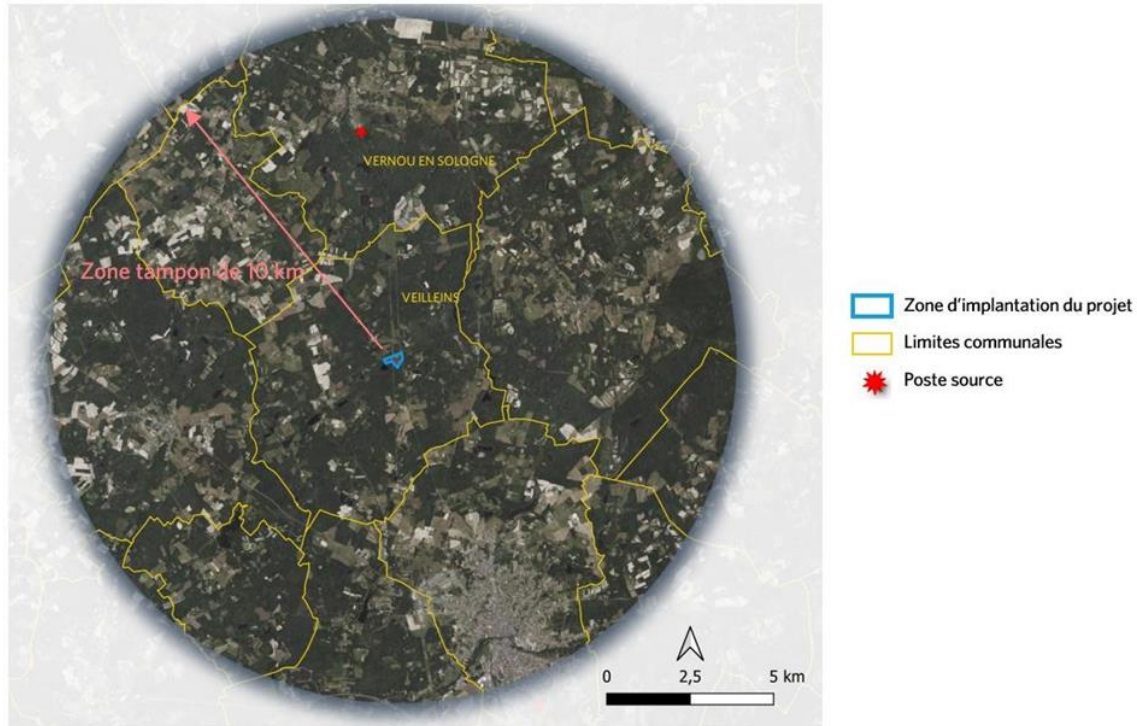 VERNOU EN SOLOGNE
Zone tampon de 10 km
VEILLEINS
Zone d'implantation du projet
Limites communales
Poste source
0 2,5 5 km